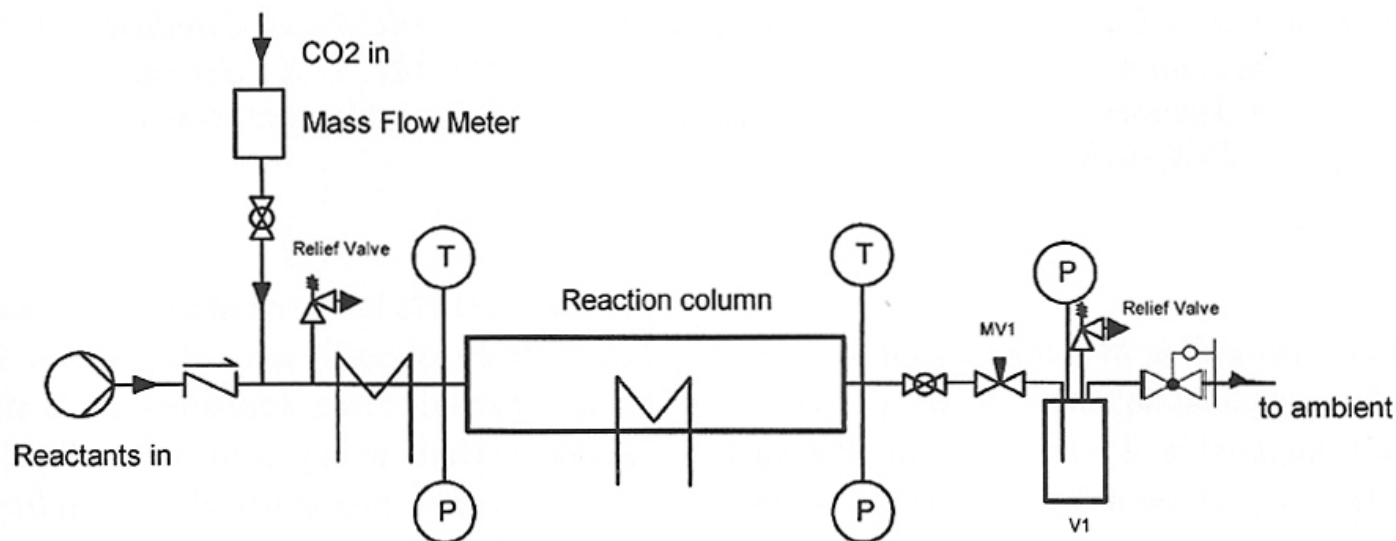 CO2 in
Mass Flow Meter
Relief Valve
T
T
P
Relief Valve
Reaction column
MV1
to ambient
Reactants in
P
P
V1